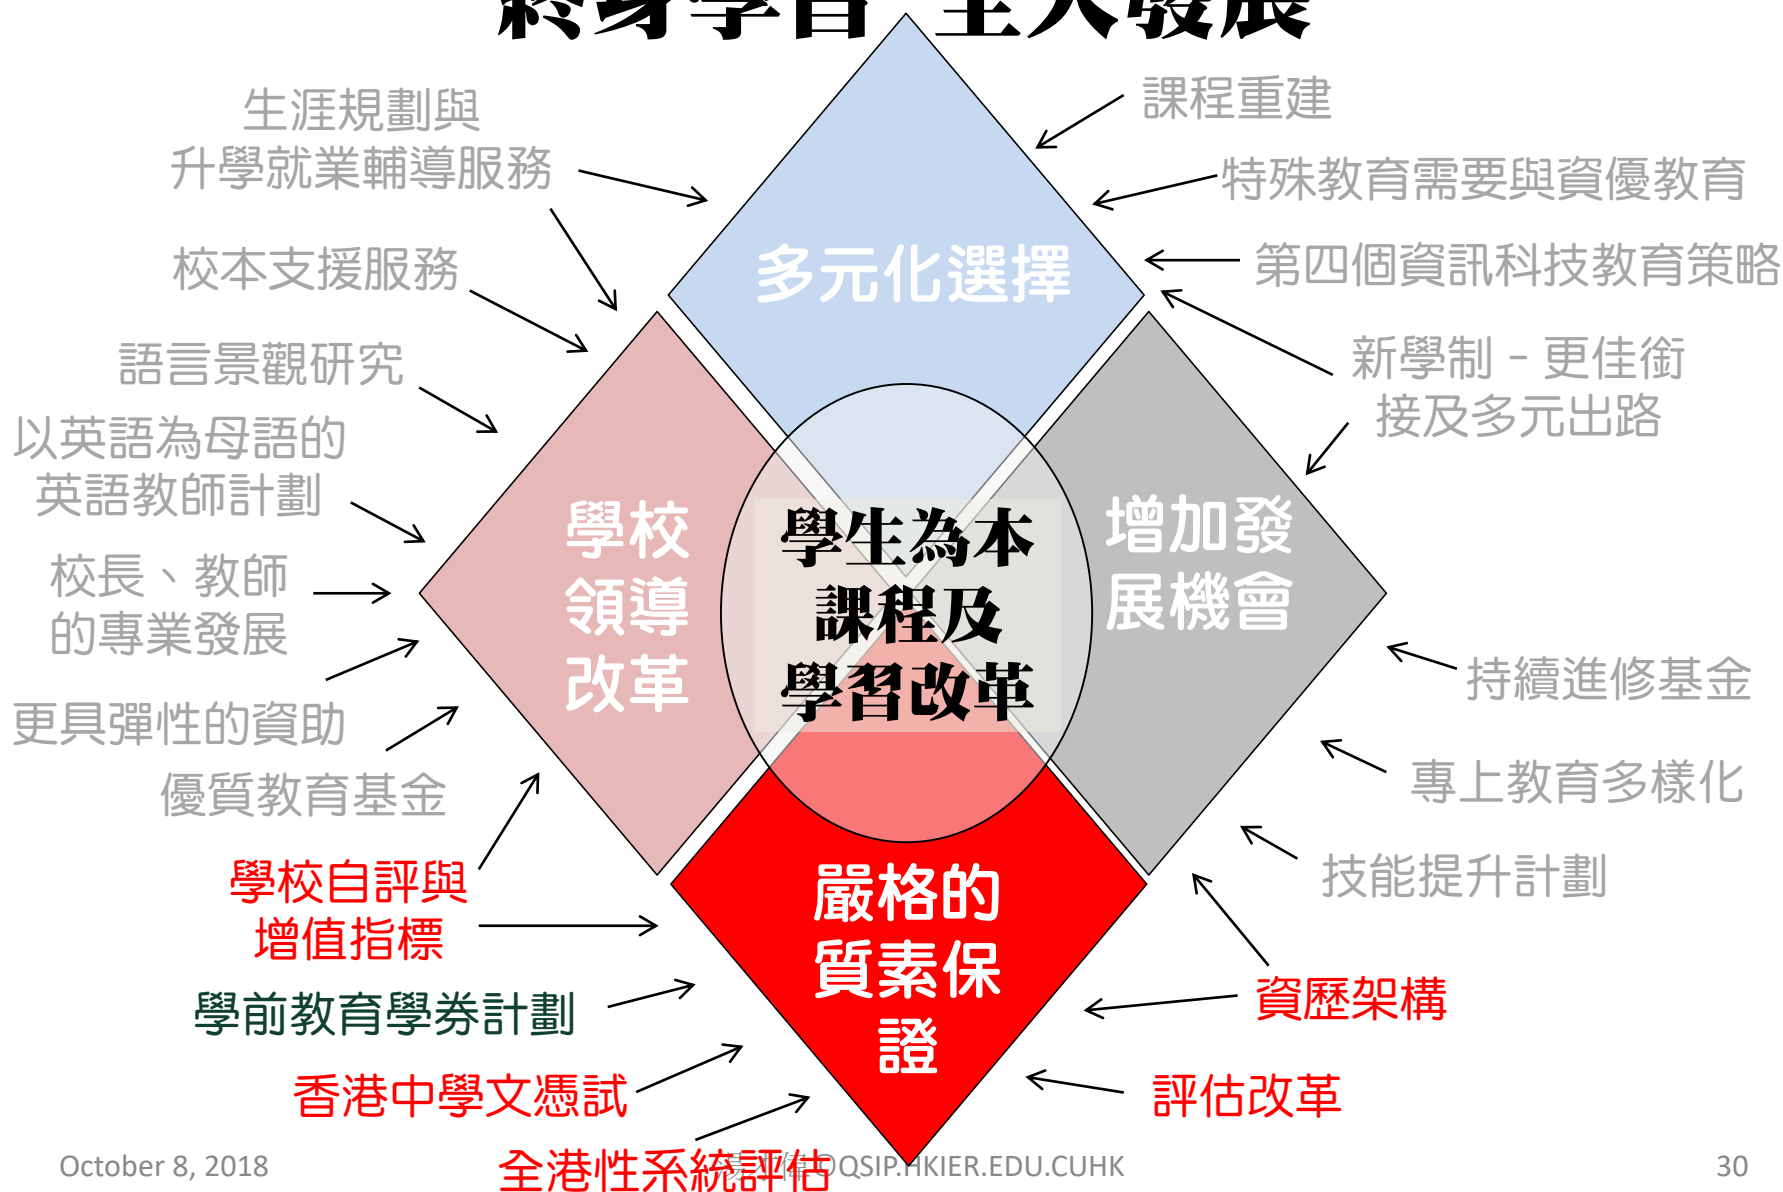 終身學習 全人發展
生涯規劃與
升學就業輔導服務
校本支援服務
語言景觀研究
以英語為母語的
英語教師計劃
校長、教師
的專業發展
更具彈性的資助
優質教育基金
學校自評與
增值指標
學前教育學券計劃
香港中學文憑試
全港性系統評估
多元化選擇
學校
領導
改革
學生為本
課程及
學習改革
增加發
展機會
嚴格的
質素保
證
課程重建
特殊教育需要與資優教育
第四個資訊科技教育策略
新學制 - 更佳銜
接及多元出路
持續進修基金
專上教育多樣化
技能提升計劃
資歷架構
評估改革
October 8, 2018
偉©QSIP.HKIER.EDU.CUHK
30